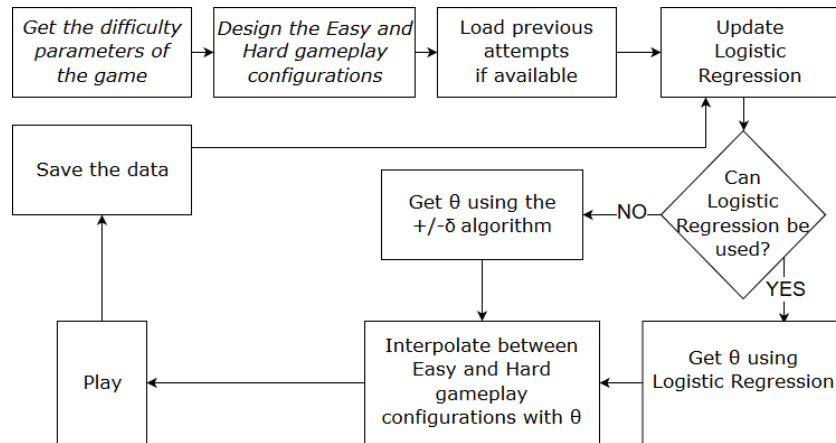 Get the difficulty
parameters of
the game
Design the Easy and
Hard gameplay
configurations
Load previous
attempts
if available
Update
Logistic
Regression
Save the data
Get θ using the
+/-δ algorithm
NO
Can
Logistic
Regression be
used?
YES
Play
Interpolate between
Easy and Hard
gameplay
configurations with θ
Get θ using
Logistic Regression